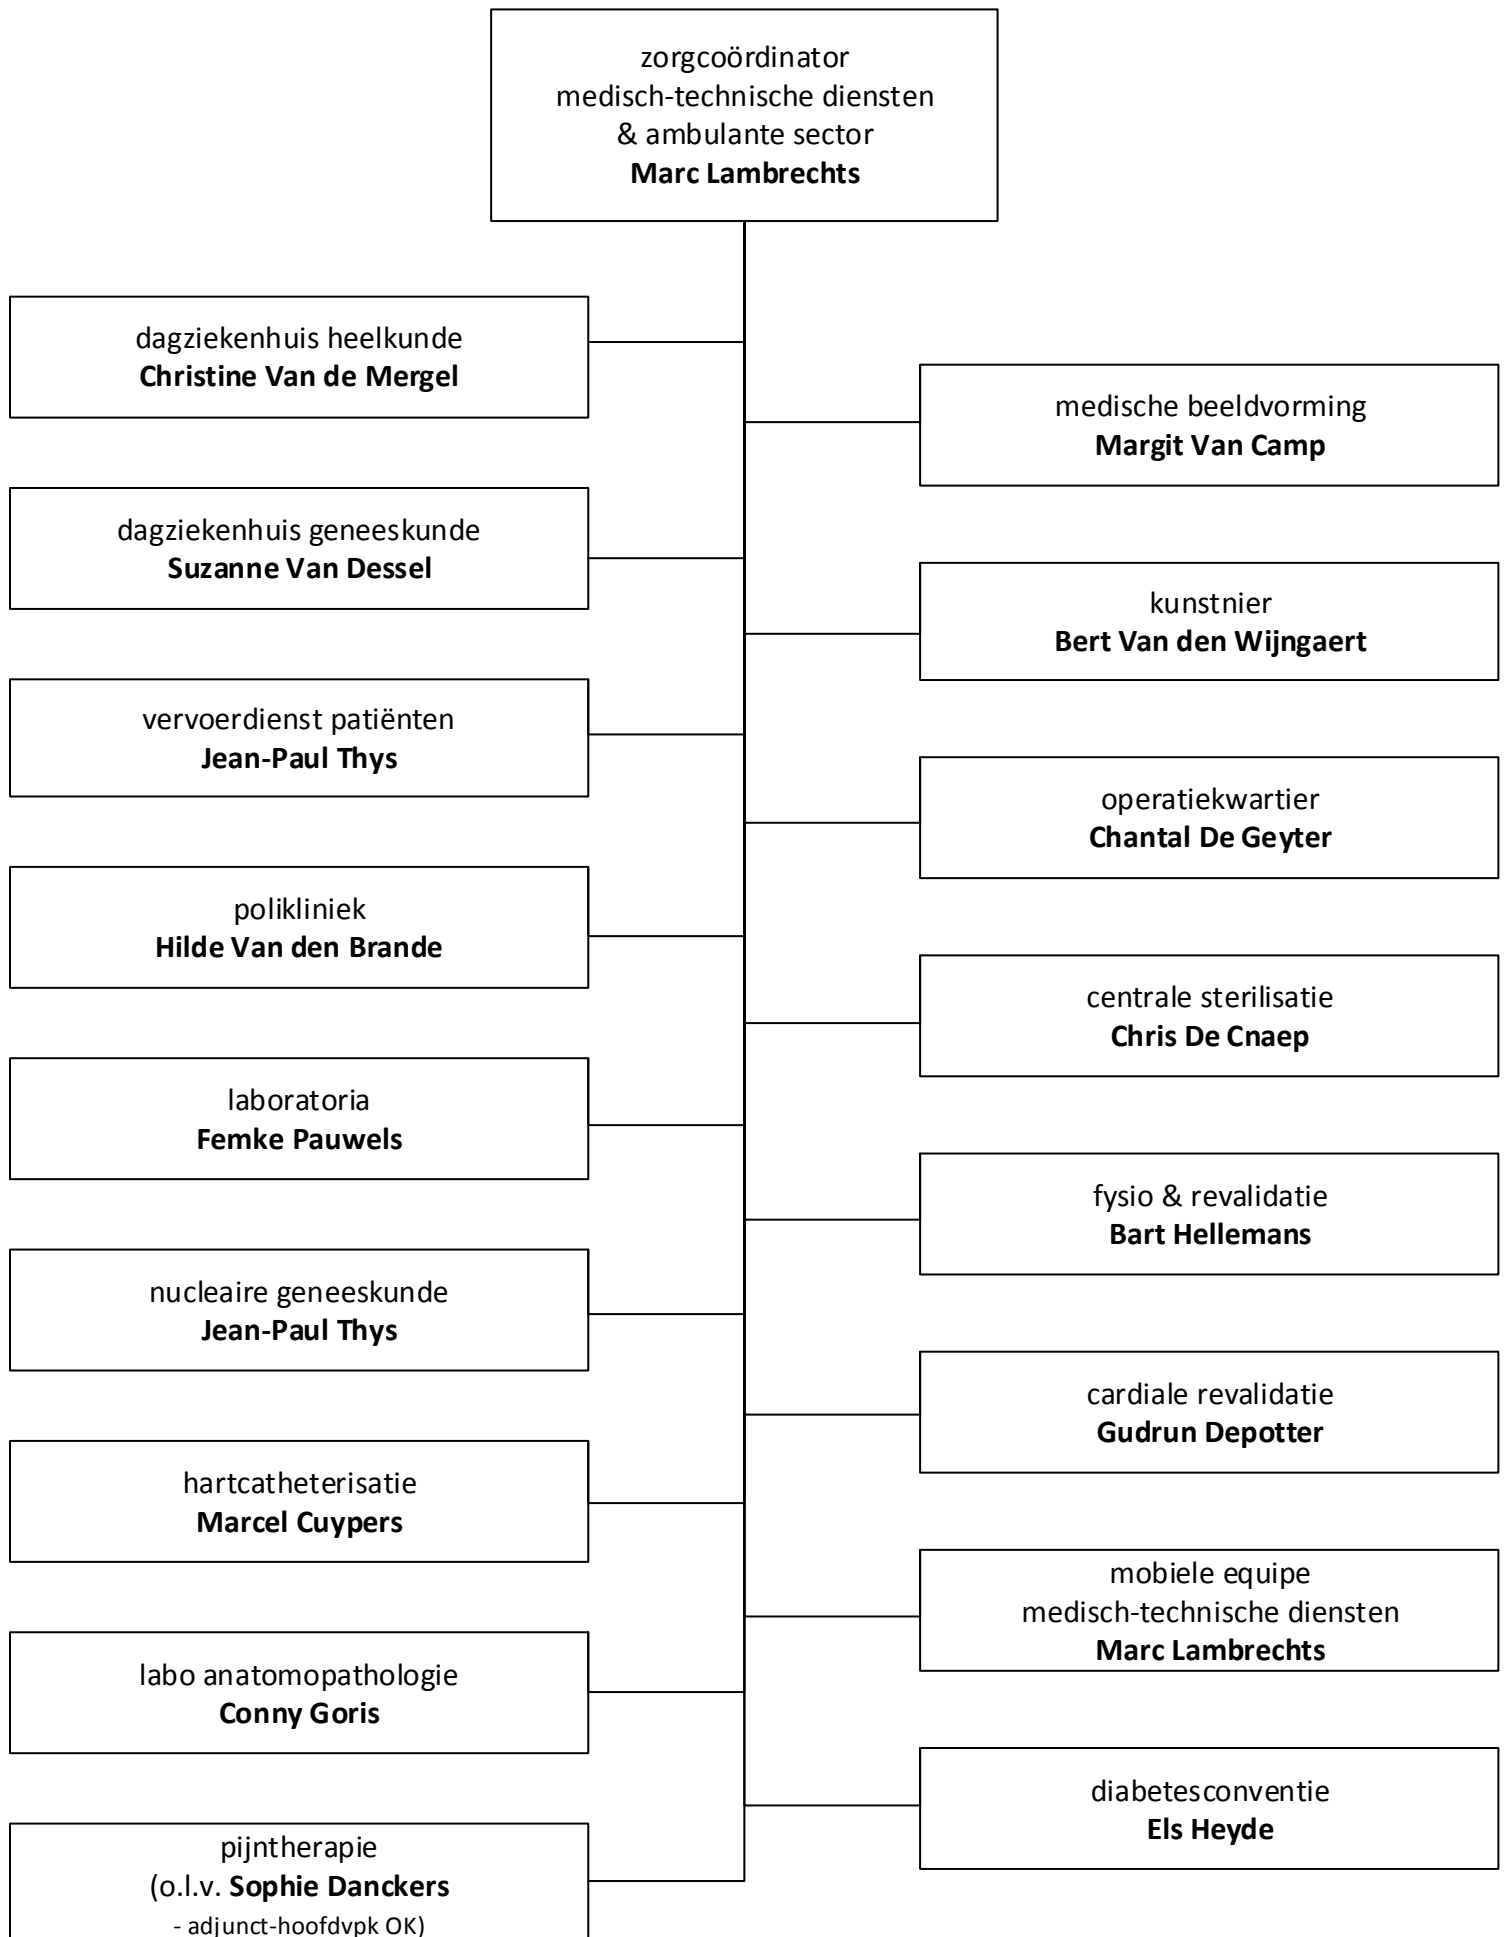 zorgcoördinator
medisch-technische diensten
& ambulante sector
Marc Lambrechts
dagziekenhuis heelkunde
Christine Van de Mergel
dagziekenhuis geneeskunde
Suzanne Van Dessel
vervoerdienst patiënten
Jean-Paul Thys
polikliniek
Hilde Van den Brande
laboratoria
Femke Pauwels
nucleaire geneeskunde
Jean-Paul Thys
hartcatheterisatie
Marcel Cuypers
labo anatomopathologie
Conny Goris
pijntherapie
(o.l.v. Sophie Danckers
- adjunct-hoofdvpk OK)
medische beeldvorming
Margit Van Camp
kunstnier
Bert Van den Wijngaert
operatiekwartier
Chantal De Geyter
centrale sterilisatie
Chris De Cnaep
fysio & revalidatie
Bart Hellemans
cardiale revalidatie
Gudrun Depotter
mobiele equipe
medisch-technische diensten
Marc Lambrechts
diabetesconventie
Els Heyde